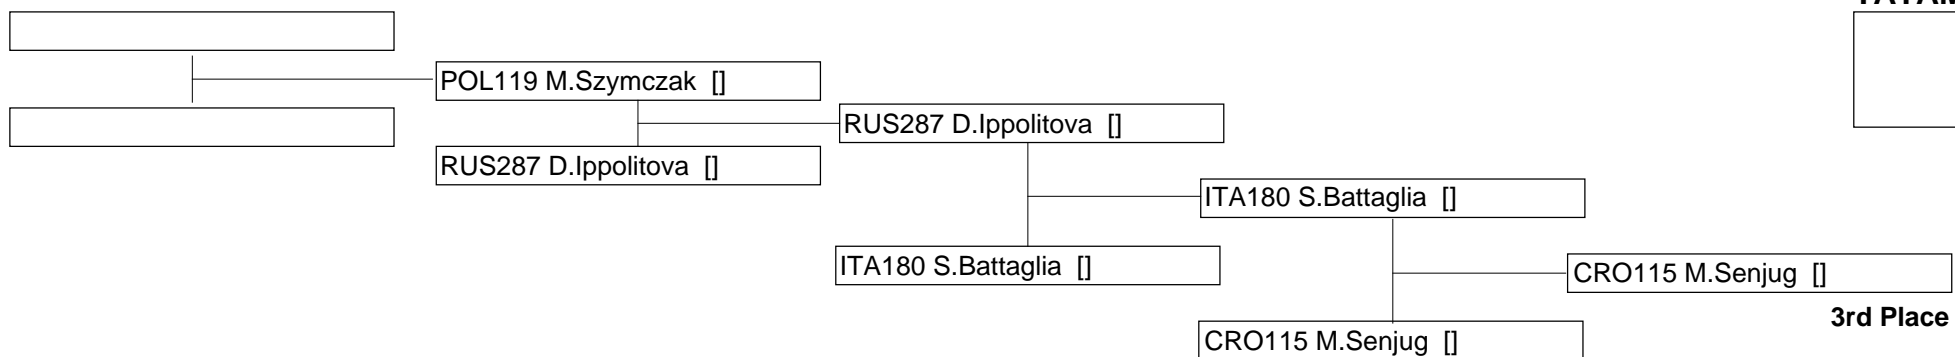 POL119 M.Szymczak []
RUS287 D.Ippolitova []
RUS287 D.Ippolitova []
ITA180 S.Battaglia []
ITA180 S.Battaglia []
CRO115 M.Senjug []
3rd Place
CRO115 M.Senjug []